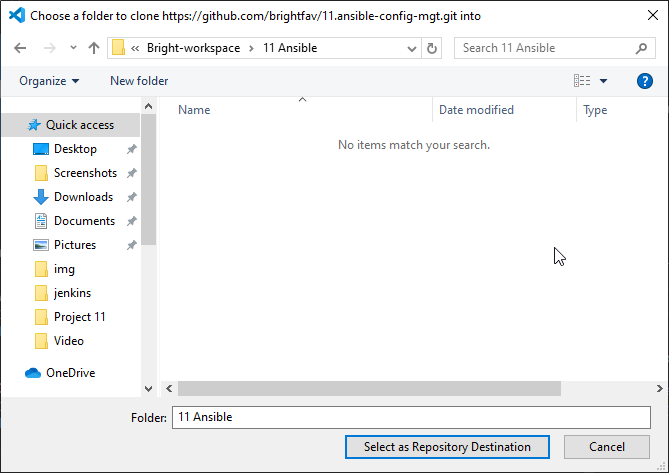 Choose a folder to clone https://github.com/brightfav/11.ansible-config-mgt.git into
« Bright-workspace › 11 Ansible
Search 11 Ansible
Organize
New folder
?
Name
Date modified
Type
No items match your search.
Quick access
Desktop
Screenshots
Downloads
Documents
Pictures
img
jenkins
Project 11
Video
OneDrive
Folder:
11 Ansible
Select as Repository Destination
Cancel